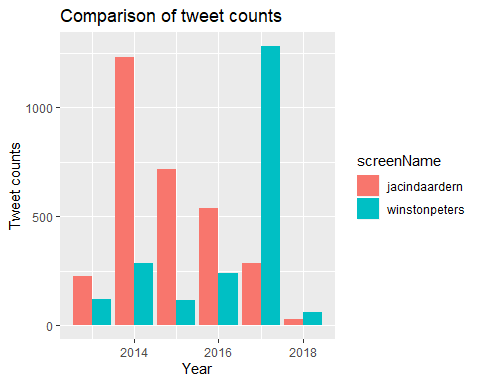 Comparison of tweet counts
Tweet counts
1000
500
0
2014 2016 2018
Year
screenName
jacindaardern
winstonpeters